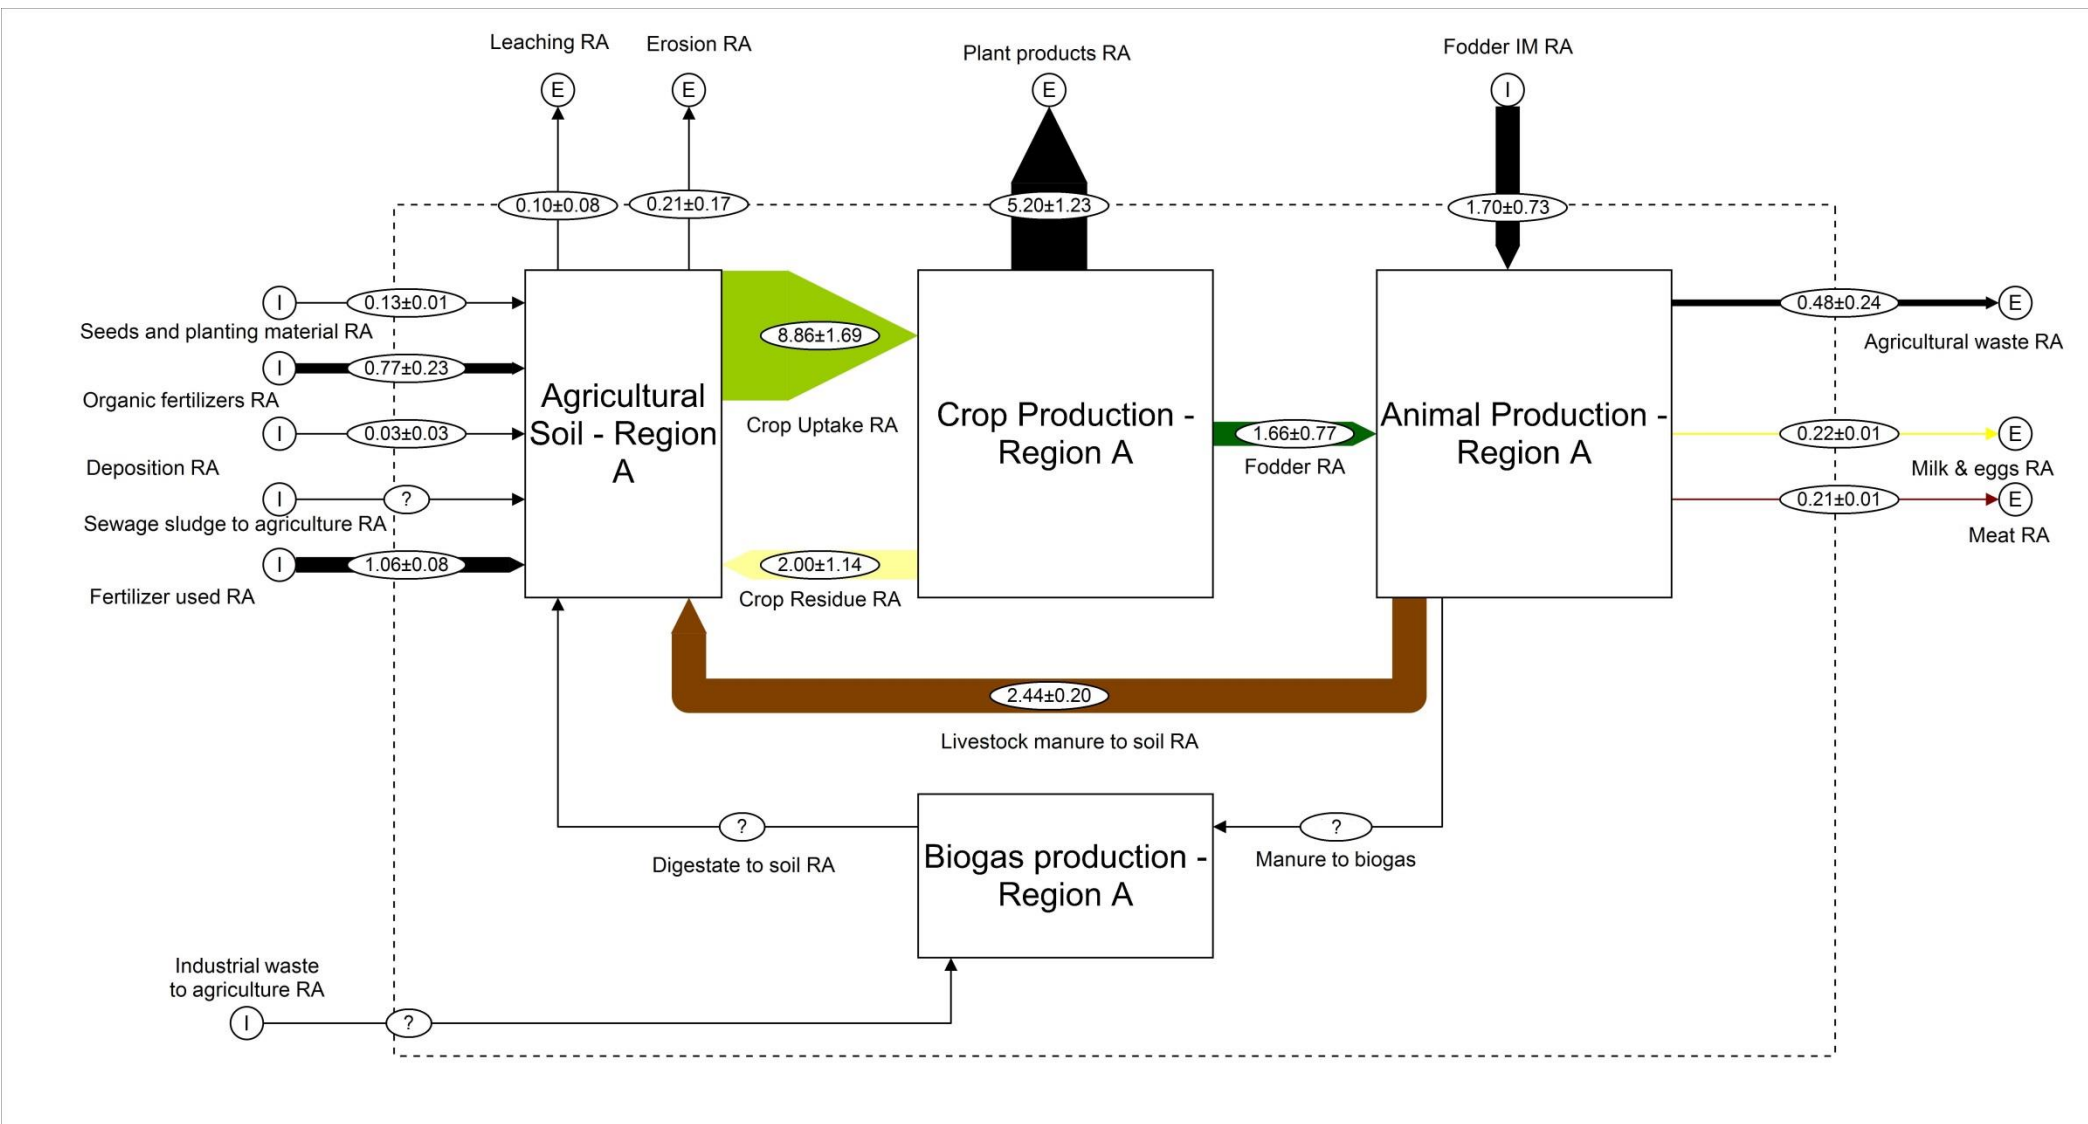 Leaching RA
Erosion RA
Plant products RA
Fodder IM RA
E
E
E
I
0.10±0.08
0.21±0.17
5.20±1.23
1.70±0.73
I
0.13±0.01
Seeds and planting material RA
I
0.77±0.23
Organic fertilizers RA
I
0.03±0.03
Deposition RA
I
?
Sewage sludge to agriculture RA
I
1.06±0.08
Fertilizer used RA
Agricultural
Soil - Region
A
8.86±1.69
Crop Uptake RA
2.00±1.14
Crop Residue RA
Crop Production -
Region A
1.66±0.77
Fodder RA
Animal Production -
Region A
0.48±0.24
E
Agricultural waste RA
0.22±0.01
E
Milk & eggs RA
0.21±0.01
E
Meat RA
2.44±0.20
Livestock manure to soil RA
?
Digestate to soil RA
Biogas production -
Region A
?
Manure to biogas
Industrial waste
to agriculture RA
I
?